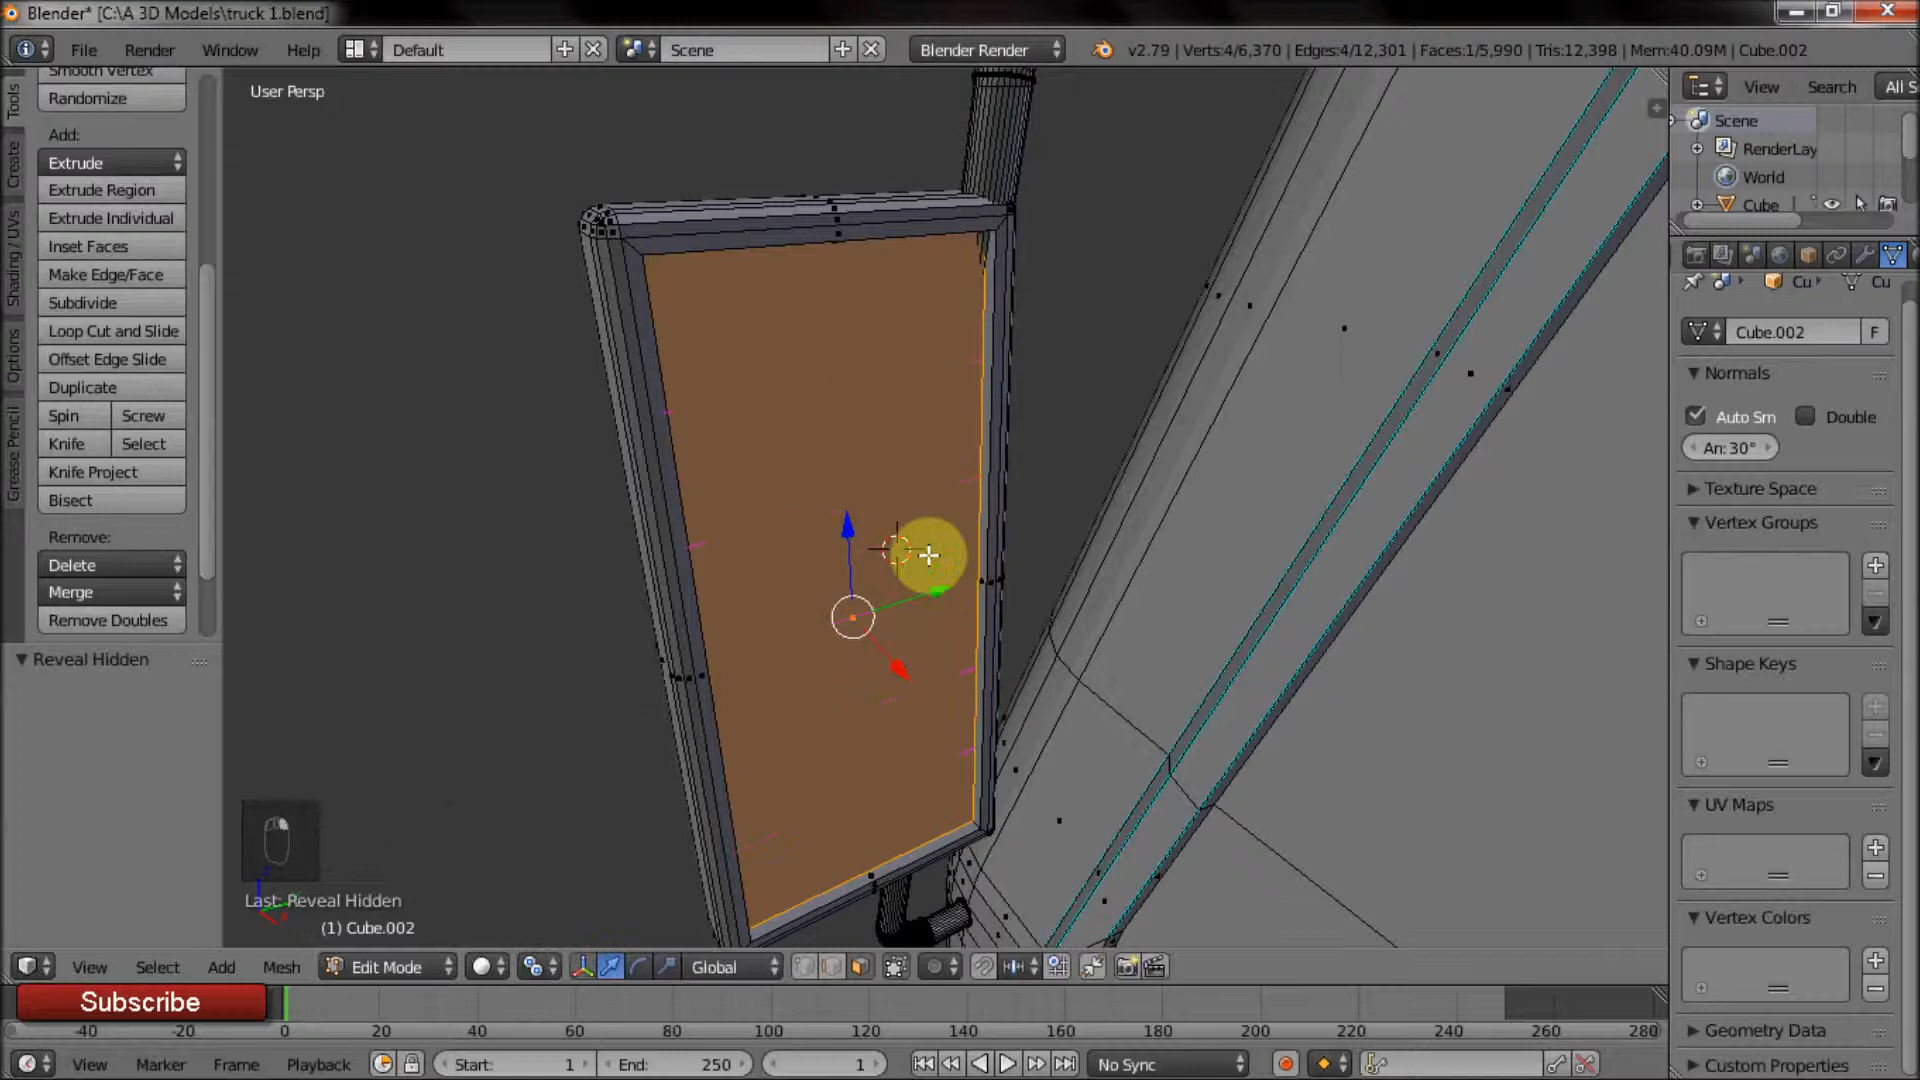 Blender* [C:\A 3D Models\truck 1.blend]
File Render Window Help Default Scene Blender Render v2.79 | Verts:4/6,370 | Edges:4/12,301 | Faces:1/5,990 | Tris:12,398 | Mem:40.09M | Cube.002
Smooth Vertex
Randomize
Add:
Extrude
Extrude Region
Extrude Individual
Inset Faces
Make Edge/Face
Subdivide
Loop Cut and Slide
Offset Edge Slide
Duplicate
Spin Screw
Knife Select
Knife Project
Bisect
Remove:
Delete
Merge
Remove Doubles
Reveal Hidden
Tools
Create
Shading / UVs
Options
Grease Pencil
User Persp
Last: Reveal Hidden
(1) Cube.002
View Search All S
Scene
RenderLay
World
Cube
Cu Cu
Cube.002 F
Normals
Auto Sm Double
An: 30°
Texture Space
Vertex Groups
Shape Keys
UV Maps
Vertex Colors
Geometry Data
Custom Properties
View Select Add Mesh Edit Mode Global
Subscribe
-40 -20 0 20 40 60 80 100 120 140 160 180 200 220 240 260 280
View Marker Frame Playback Start: 1 End: 250 1 No Sync